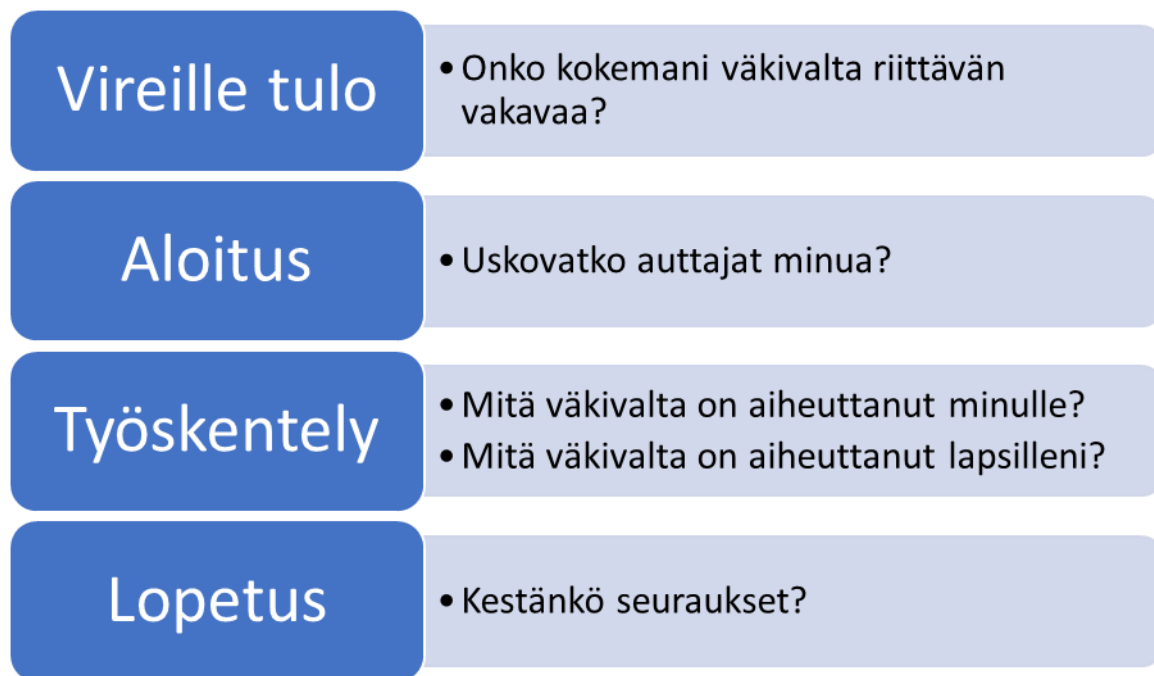 Vireille tulo
• Onko kokemani väkivalta riittävän
vakavaa?
Aloitus
• Uskovatko auttajat minua?
Työskentely
• Mitä väkivalta on aiheuttanut minulle?
• Mitä väkivalta on aiheuttanut lapsilleni?
Lopetus
• Kestänkö seuraukset?